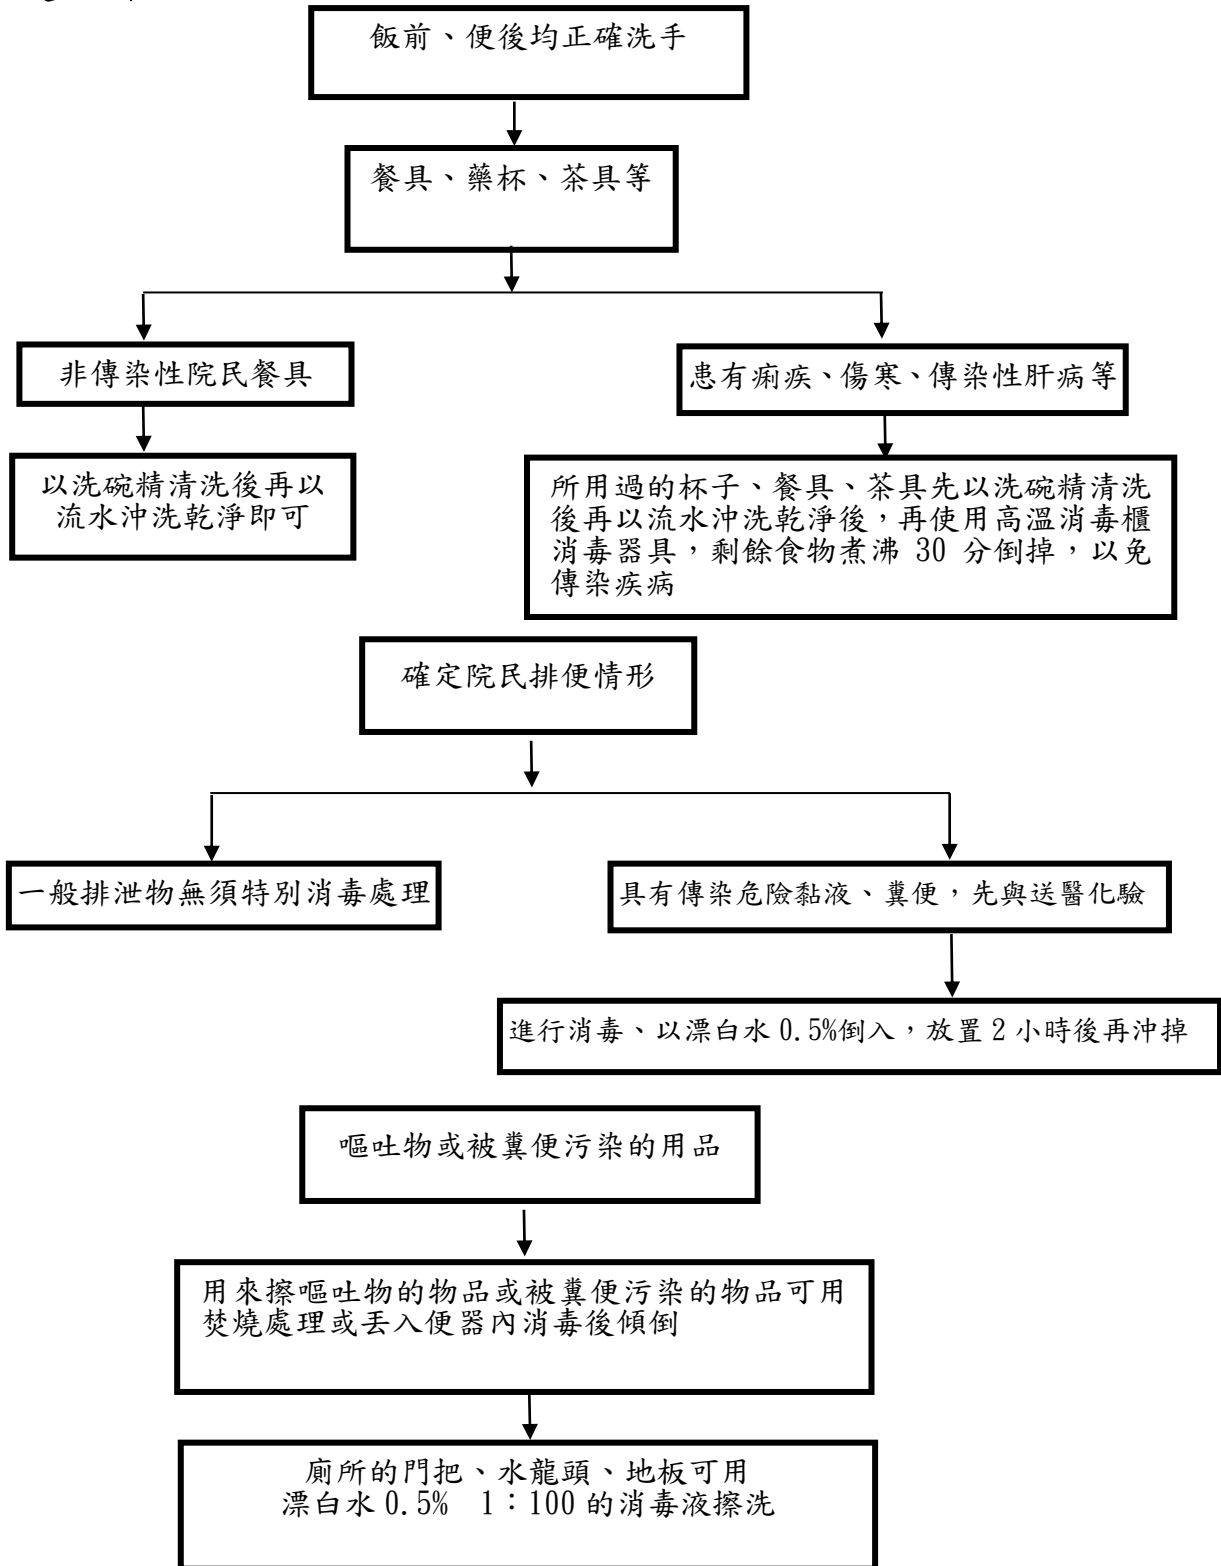 飯前、便後均正確洗手
餐具、藥杯、茶具等
非傳染性院民餐具
患有痢疾、傷寒、傳染性肝病等
以洗碗精清洗後再以
流水沖洗乾淨即可
所用過的杯子、餐具、茶具先以洗碗精清洗
後再以流水沖洗乾淨後，再使用高溫消毒櫃
消毒器具，剩餘食物煮沸 30 分倒掉，以免
傳染疾病
確定院民排便情形
一般排泄物無須特別消毒處理
具有傳染危險黏液、糞便，先與送醫化驗
進行消毒、以漂白水 0.5%倒入，放置 2 小時後再沖掉
嘔吐物或被糞便污染的用品
用來擦嘔吐物的物品或被糞便污染的物品可用
焚燒處理或丟入便器內消毒後傾倒
廁所的門把、水龍頭、地板可用
漂白水 0.5%　1：100 的消毒液擦洗